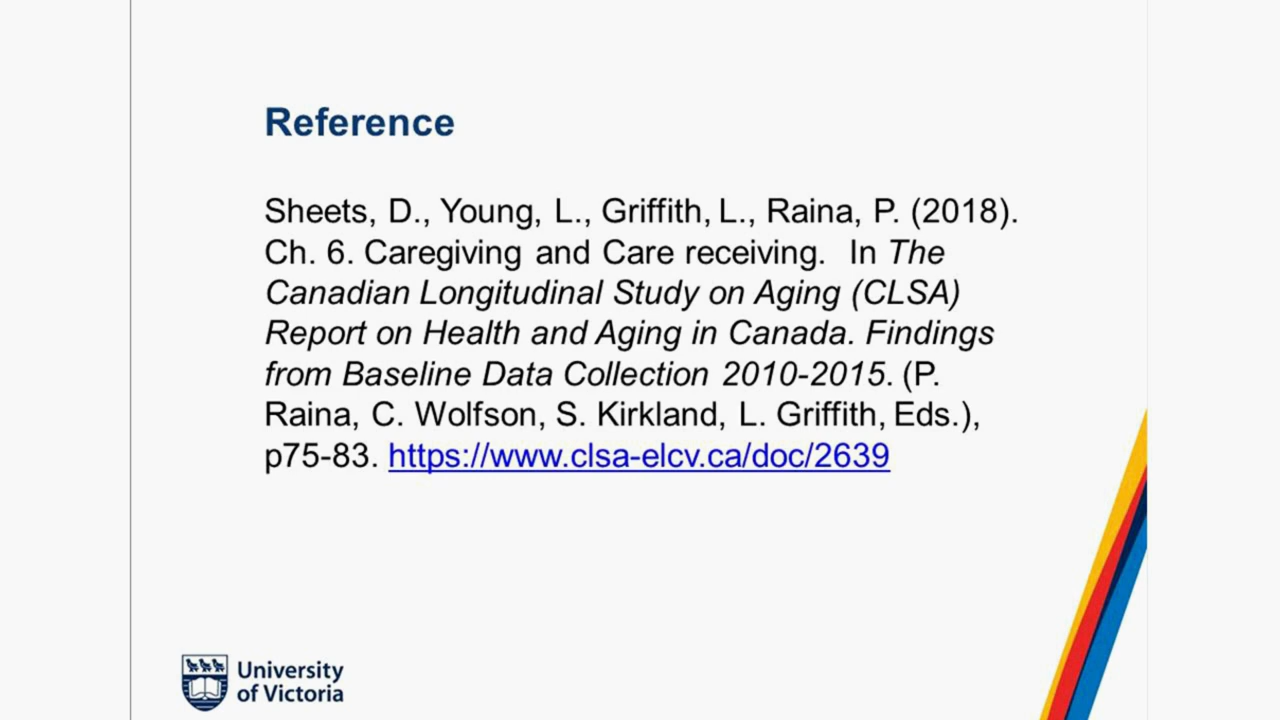 Reference
Sheets, D., Young, L., Griffith, L., Raina, P. (2018).
Ch. 6. Caregiving and Care receiving.  In The
Canadian Longitudinal Study on Aging (CLSA)
Report on Health and Aging in Canada. Findings
from Baseline Data Collection 2010-2015. (P.
Raina, C. Wolfson, S. Kirkland, L. Griffith, Eds.),
p75-83. https://www.clsa-elcv.ca/doc/2639
University
of Victoria